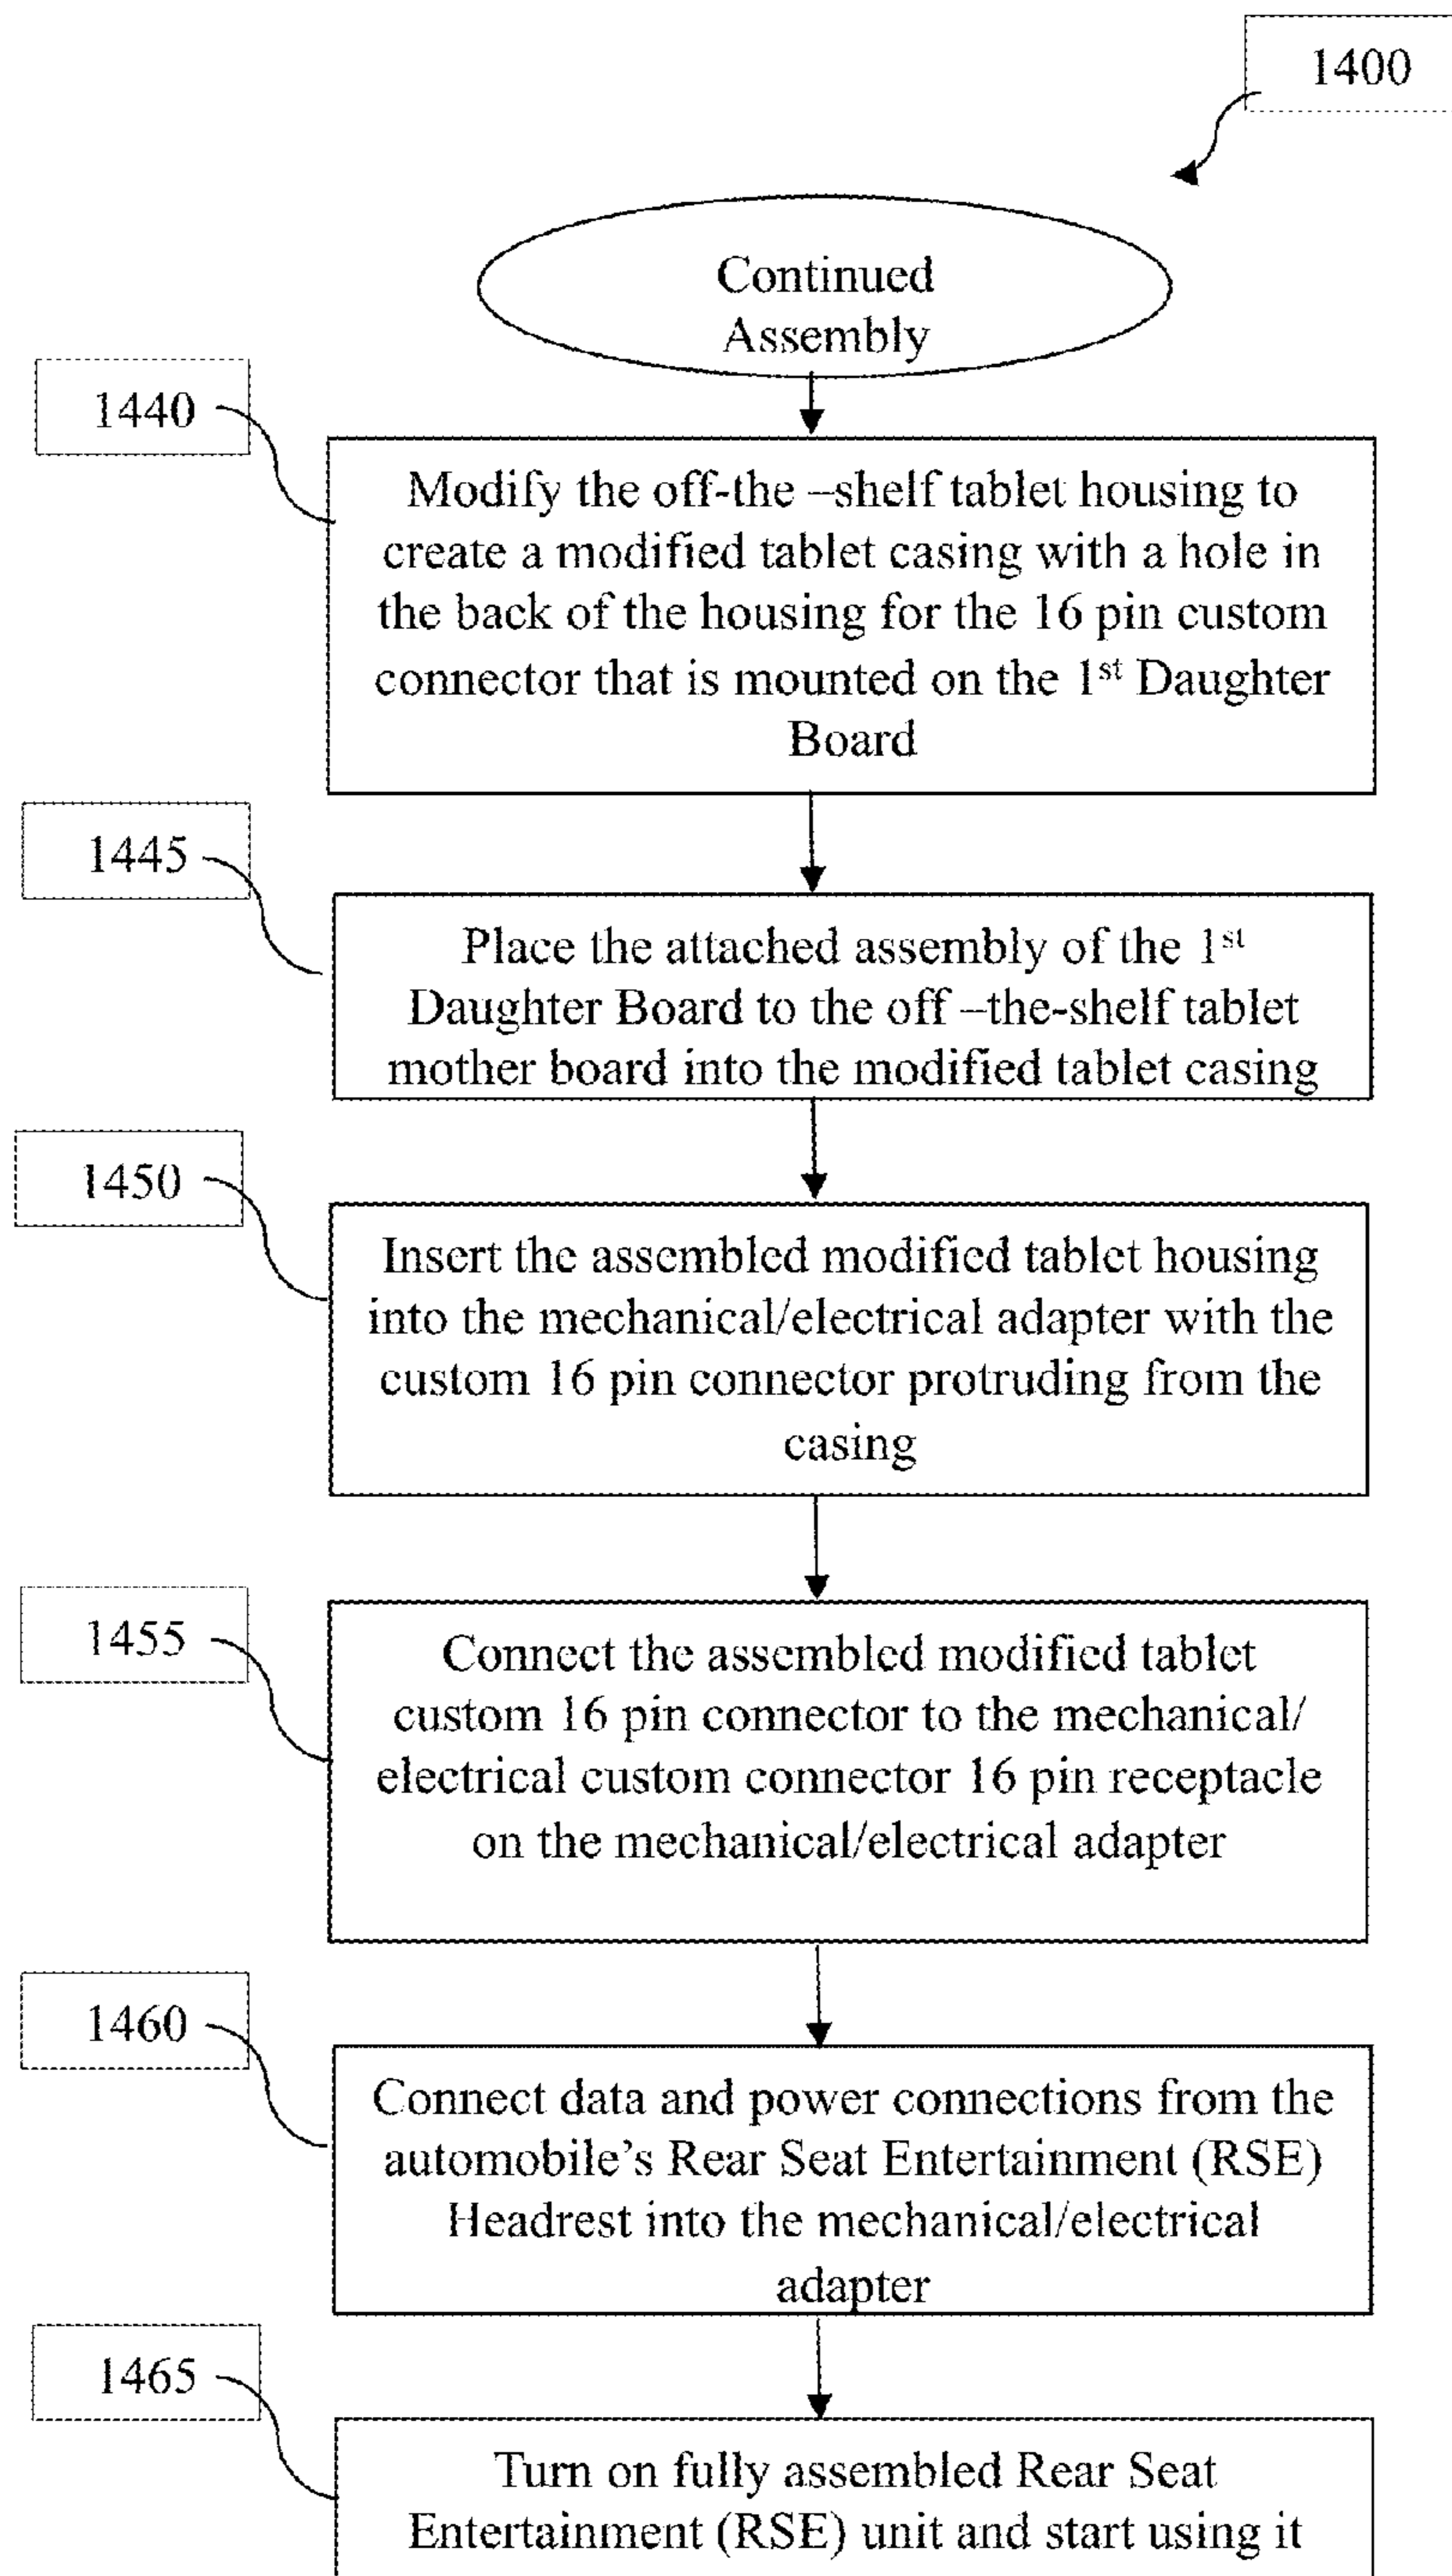 1400
Continued
Assembly
1440
Modify the off-the –shelf tablet housing to
create a modified tablet casing with a hole in
the back of the housing for the 16 pin custom
connector that is mounted on the 1st Daughter
Board
1445
Place the attached assembly of the 1st
Daughter Board to the off –the-shelf tablet
mother board into the modified tablet casing
1450
Insert the assembled modified tablet housing
into the mechanical/electrical adapter with the
custom 16 pin connector protruding from the
casing
1455
Connect the assembled modified tablet
custom 16 pin connector to the mechanical/
electrical custom connector 16 pin receptacle
on the mechanical/electrical adapter
1460
Connect data and power connections from the
automobile’s Rear Seat Entertainment (RSE)
Headrest into the mechanical/electrical
adapter
1465
Turn on fully assembled Rear Seat
Entertainment (RSE) unit and start using it